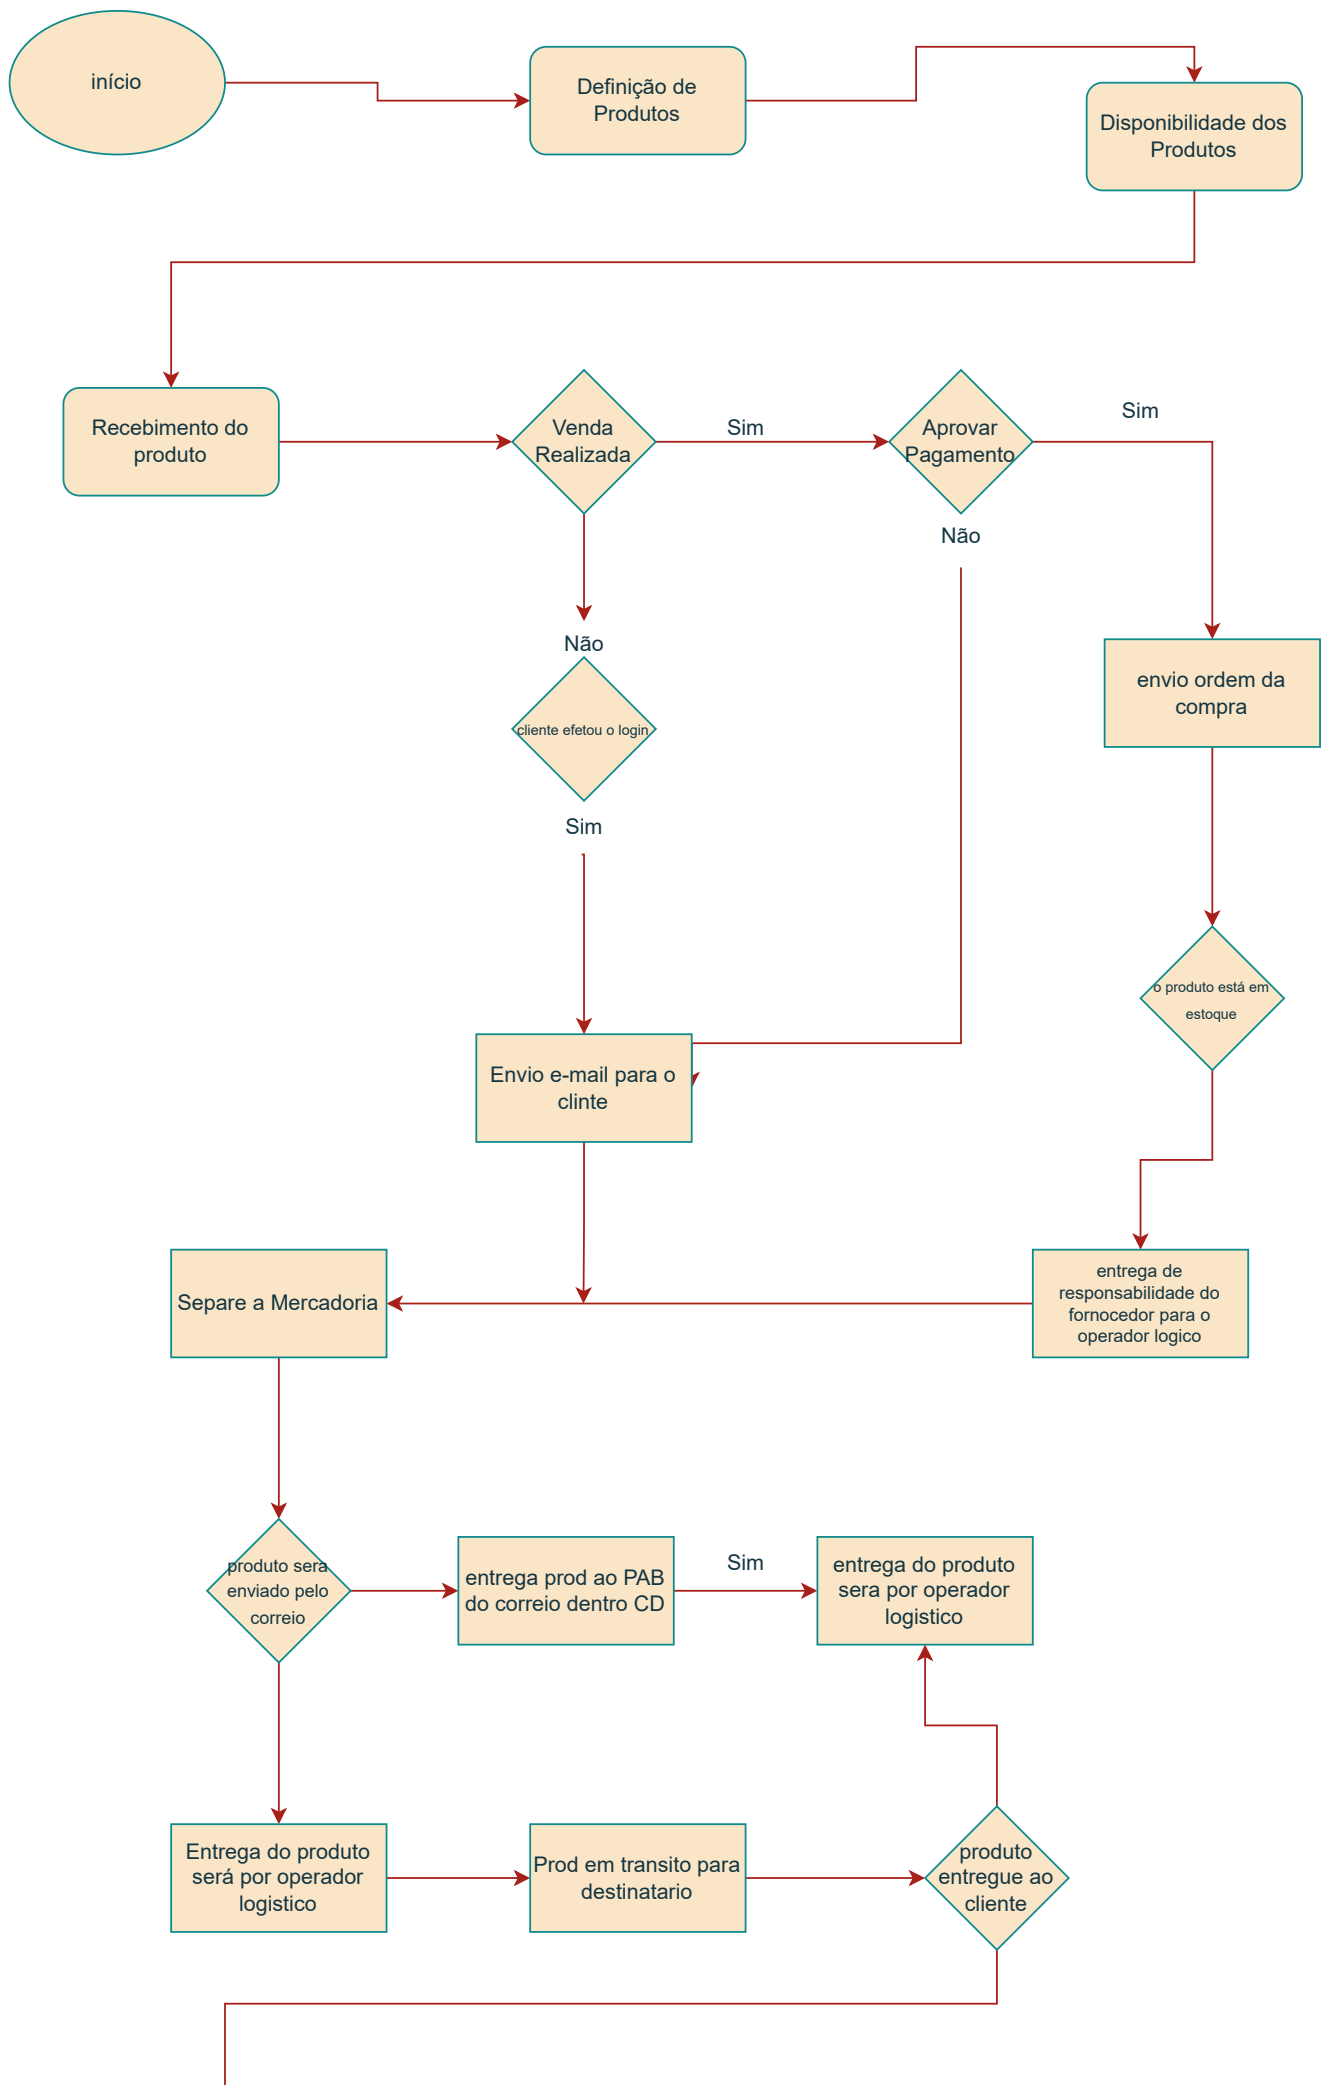 início
Definição de
Produtos
Disponibilidade dos
Produtos
Recebimento do
produto
Venda
Realizada
Sim
Aprovar
Pagamento
Sim
Não
Não
cliente efetou o login
Sim
envio ordem da
compra
o produto está em
estoque
Envio e-mail para o
clinte
Separe a Mercadoria
entrega de
responsabilidade do
fornocedor para o
operador logico
produto sera
enviado pelo
correio
entrega prod ao PAB
do correio dentro CD
Sim
entrega do produto
sera por operador
logistico
Entrega do produto
será por operador
logistico
Prod em transito para
destinatario
produto
entregue ao
cliente